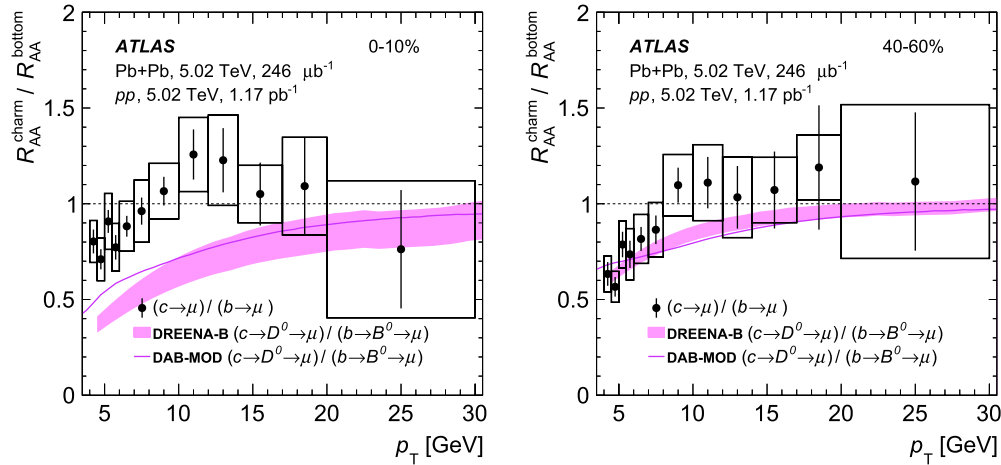 R_AA^charm / R_AA^bottom
2
1.5
1
0.5
0
ATLAS 0-10%
Pb+Pb, 5.02 TeV, 246 μb⁻¹
pp, 5.02 TeV, 1.17 pb⁻¹
(c→μ) / (b→μ)
DREENA-B (c→D⁰→μ) / (b→B⁰→μ)
DAB-MOD (c→D⁰→μ) / (b→B⁰→μ)
5 10 15 20 25 30
p_T [GeV]
R_AA^charm / R_AA^bottom
2
1.5
1
0.5
0
ATLAS 40-60%
Pb+Pb, 5.02 TeV, 246 μb⁻¹
pp, 5.02 TeV, 1.17 pb⁻¹
(c→μ) / (b→μ)
DREENA-B (c→D⁰→μ) / (b→B⁰→μ)
DAB-MOD (c→D⁰→μ) / (b→B⁰→μ)
5 10 15 20 25 30
p_T [GeV]